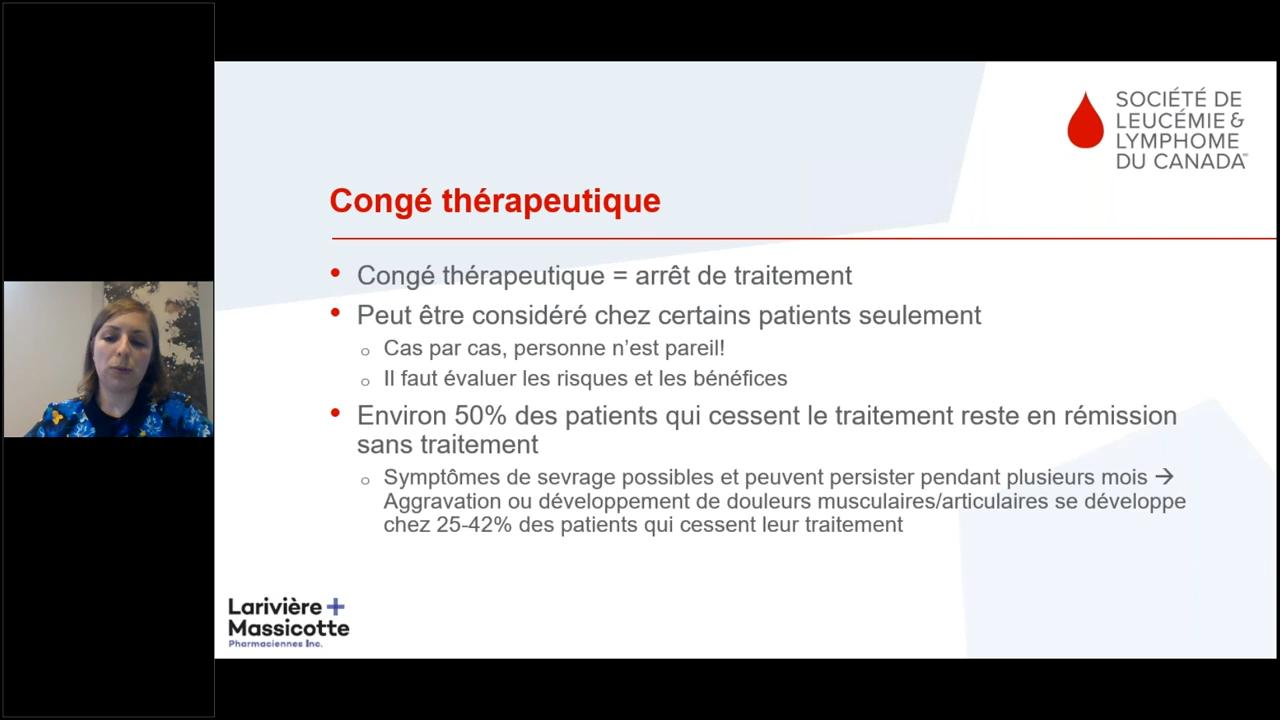 SOCIÉTÉ DE
LEUCÉMIE &
LYMPHOME
DU CANADA
Congé thérapeutique
• Congé thérapeutique = arrêt de traitement
• Peut être considéré chez certains patients seulement
o Cas par cas, personne n’est pareil!
o Il faut évaluer les risques et les bénéfices
• Environ 50% des patients qui cessent le traitement reste en rémission
sans traitement
o Symptômes de sevrage possibles et peuvent persister pendant plusieurs mois →
Aggravation ou développement de douleurs musculaires/articulaires se développe
chez 25-42% des patients qui cessent leur traitement
Larivière +
Massicotte
Pharmaciennes Inc.